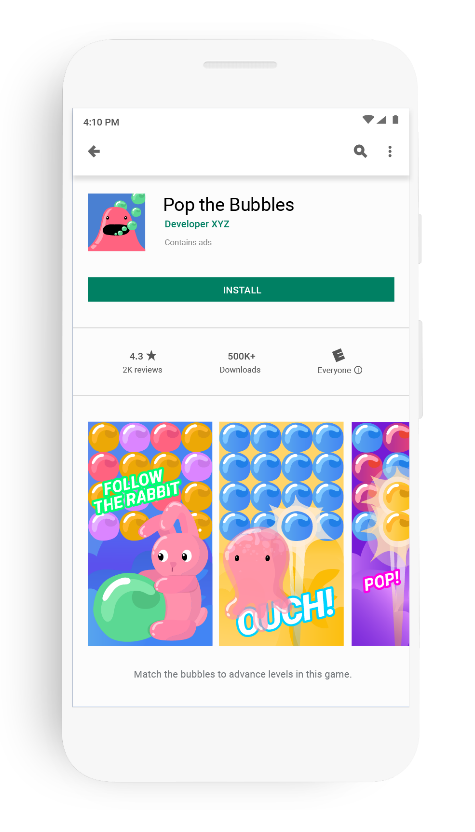 4:10 PM
Pop the Bubbles
Developer XYZ
Contains ads
INSTALL
4.3 ★
2K reviews
500K+
Downloads
E
Everyone
FOLLOW
THE RABBIT
OUCH!
POP!
Match the bubbles to advance levels in this game.